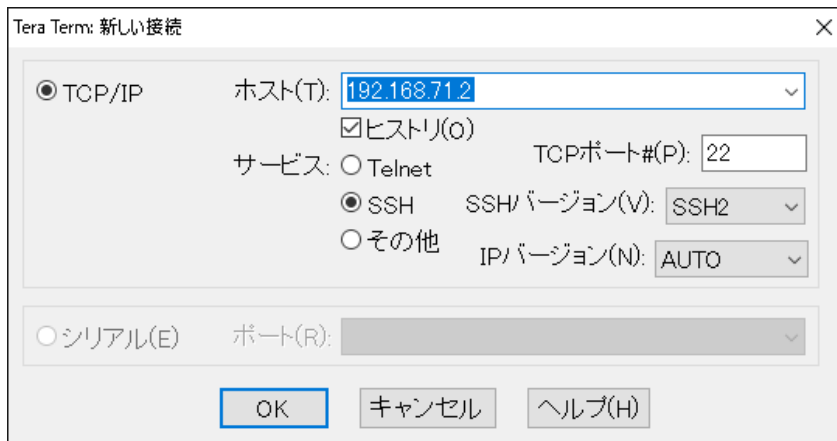 Tera Term: 新しい接続
TCP/IP ホスト(T): 192.168.71.2
ヒストリ(O)
サービス: Telnet TCPポート#(P): 22
SSH SSHバージョン(V): SSH2
その他 IPバージョン(N): AUTO
シリアル(E) ポート(R):
OK キャンセル ヘルプ(H)